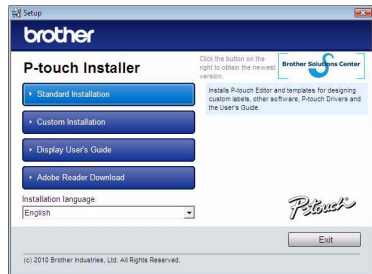 Setup
brother
P-touch Installer
Click the button on the
right to obtain the newest
version.
Brother Solutions Center
Standard Installation
Installs P-touch Editor and templates for designing
custom labels, other software, P-touch Drivers and
the User's Guide.
Custom Installation
Display User's Guide
Adobe Reader Download
Installation language:
English
P-touch
Exit
(c) 2010 Brother Industries, Ltd. All Rights Reserved.